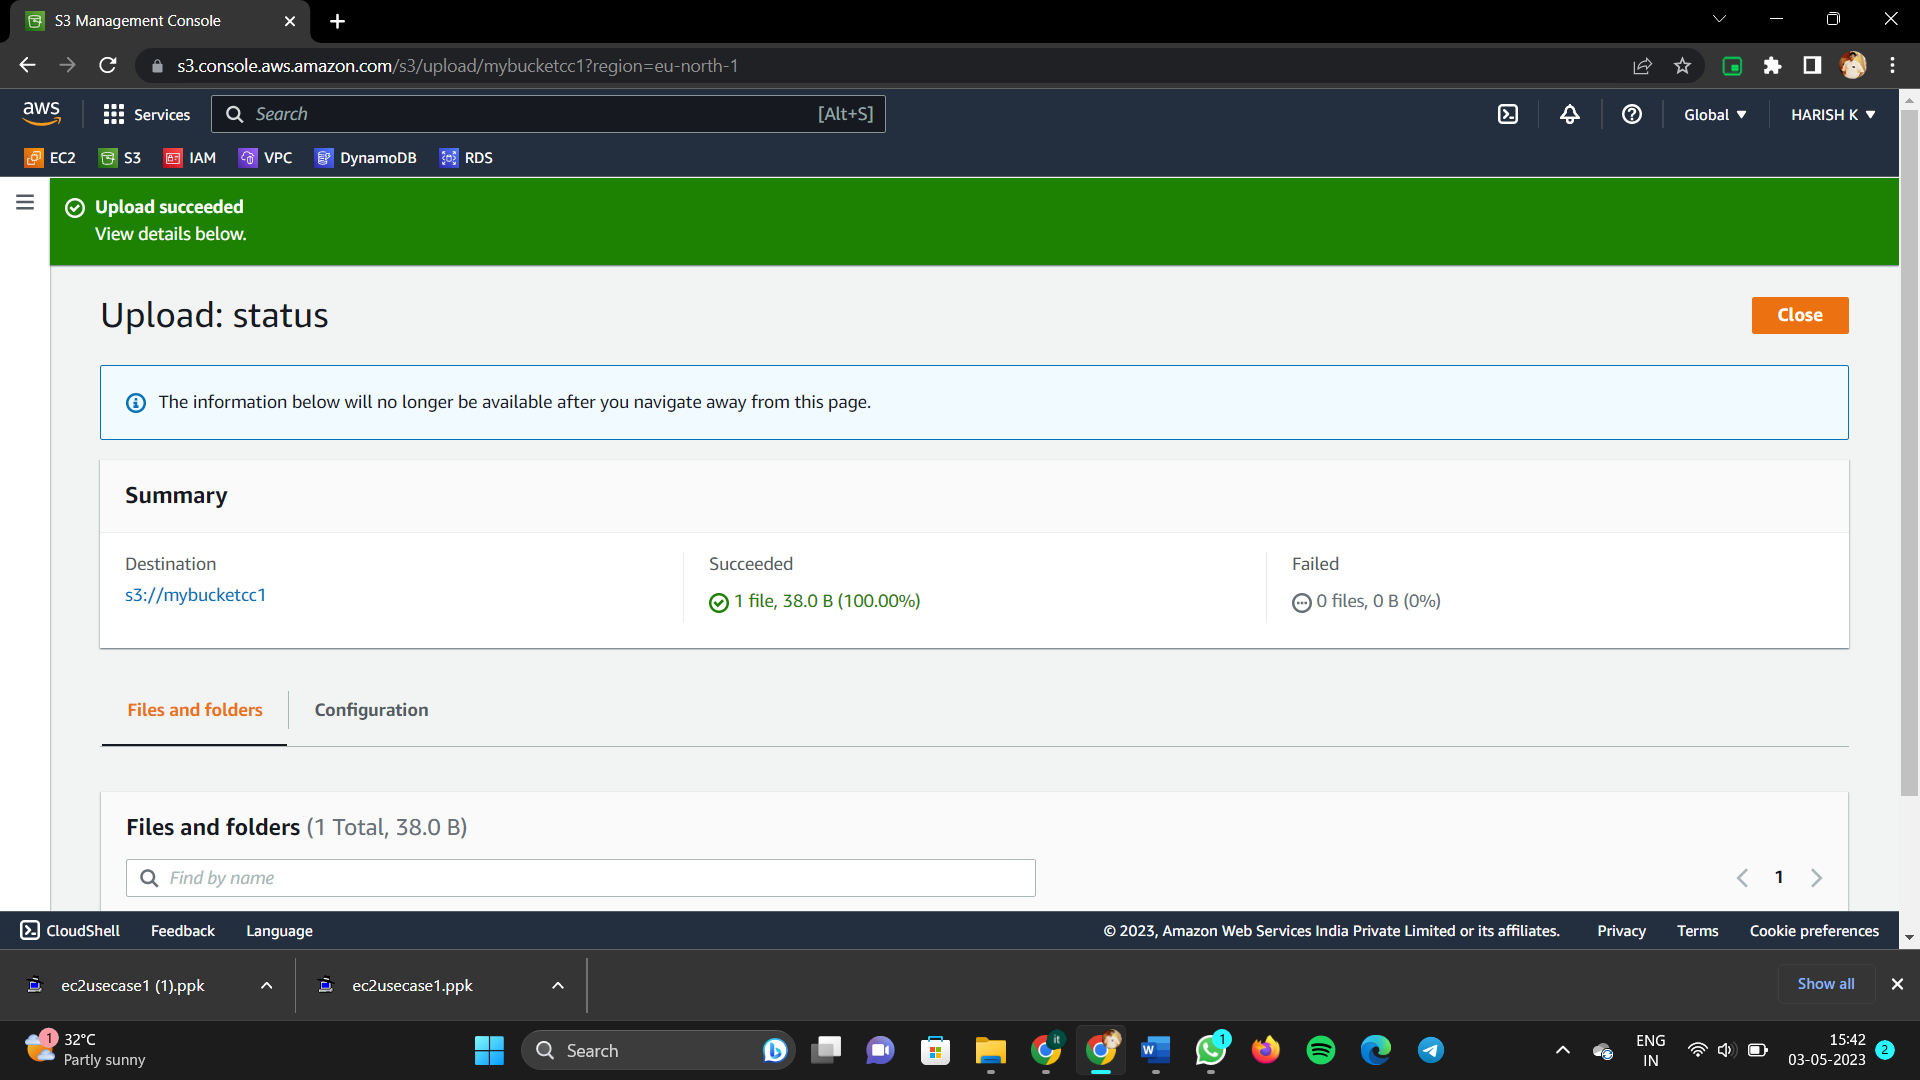 S3 Management Console
s3.console.aws.amazon.com/s3/upload/mybucketcc1?region=eu-north-1
aws
Services
Search
[Alt+S]
Global
HARISH K
EC2
S3
IAM
VPC
DynamoDB
RDS
Upload succeeded
View details below.
Upload: status
Close
The information below will no longer be available after you navigate away from this page.
Summary
Destination
s3://mybucketcc1
Succeeded
1 file, 38.0 B (100.00%)
Failed
0 files, 0 B (0%)
Files and folders
Configuration
Files and folders (1 Total, 38.0 B)
Find by name
1
CloudShell
Feedback
Language
© 2023, Amazon Web Services India Private Limited or its affiliates.
Privacy
Terms
Cookie preferences
ec2usecase1 (1).ppk
ec2usecase1.ppk
Show all
1
32°C
Partly sunny
Search
it
W
1
ENG
IN
15:42
03-05-2023
2